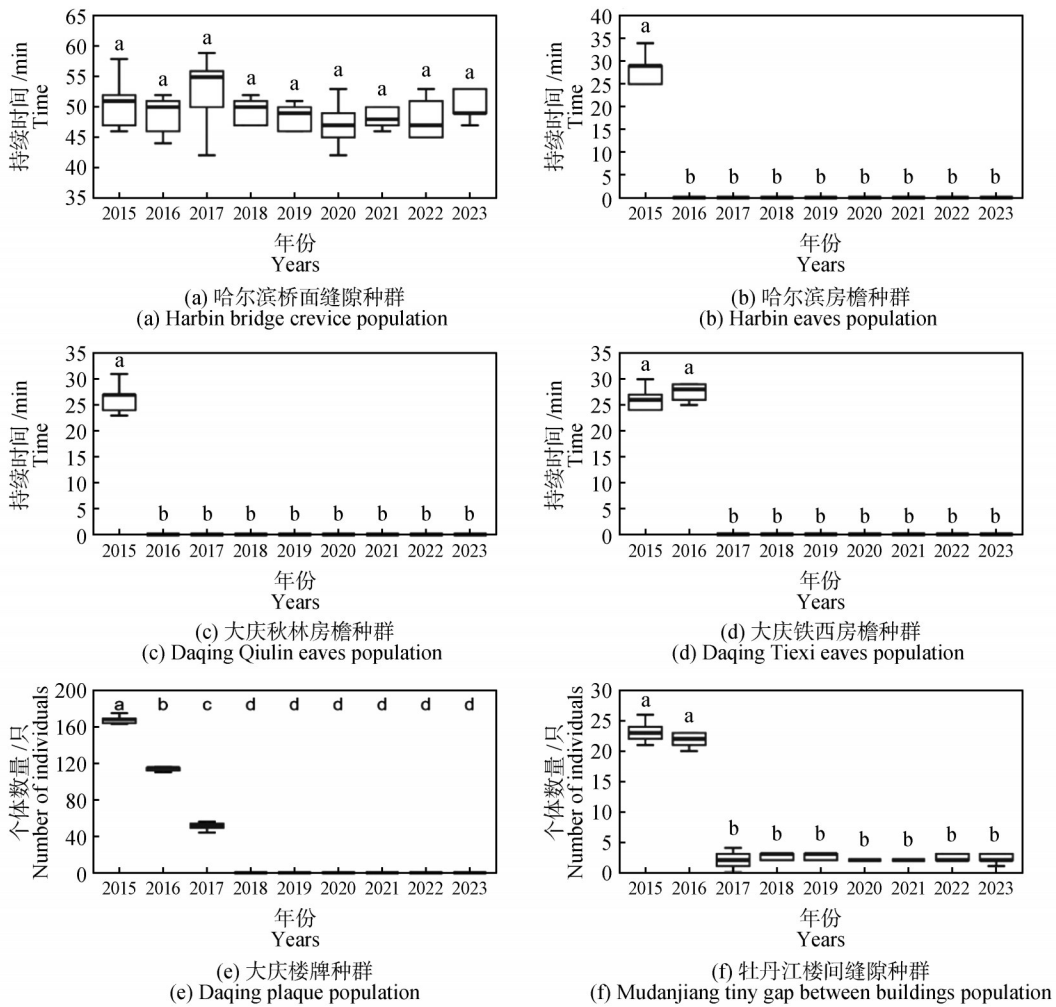 持续时间/min
Time
65
60
55
50
45
40
35
a a a a a a a a a
2015 2016 2017 2018 2019 2020 2021 2022 2023
年份
Years
(a) 哈尔滨桥面缝隙种群
(a) Harbin bridge crevice population
持续时间/min
Time
40
35
30
25
20
15
10
5
0
a b b b b b b b b
2015 2016 2017 2018 2019 2020 2021 2022 2023
年份
Years
(b) 哈尔滨房檐种群
(b) Harbin eaves population
持续时间/min
Time
35
30
25
20
15
10
5
0
a b b b b b b b b
2015 2016 2017 2018 2019 2020 2021 2022 2023
年份
Years
(c) 大庆秋林房檐种群
(c) Daqing Qiulin eaves population
持续时间/min
Time
35
30
25
20
15
10
5
0
a a b b b b b b b
2015 2016 2017 2018 2019 2020 2021 2022 2023
年份
Years
(d) 大庆铁西房檐种群
(d) Daqing Tiexi eaves population
个体数量/只
Number of individuals
200
160
120
80
40
0
a b c d d d d d d
2015 2016 2017 2018 2019 2020 2021 2022 2023
年份
Years
(e) 大庆楼牌种群
(e) Daqing plaque population
个体数量/只
Number of individuals
30
25
20
15
10
5
0
a a b b b b b b b
2015 2016 2017 2018 2019 2020 2021 2022 2023
年份
Years
(f) 牡丹江楼间缝隙种群
(f) Mudanjiang tiny gap between buildings population